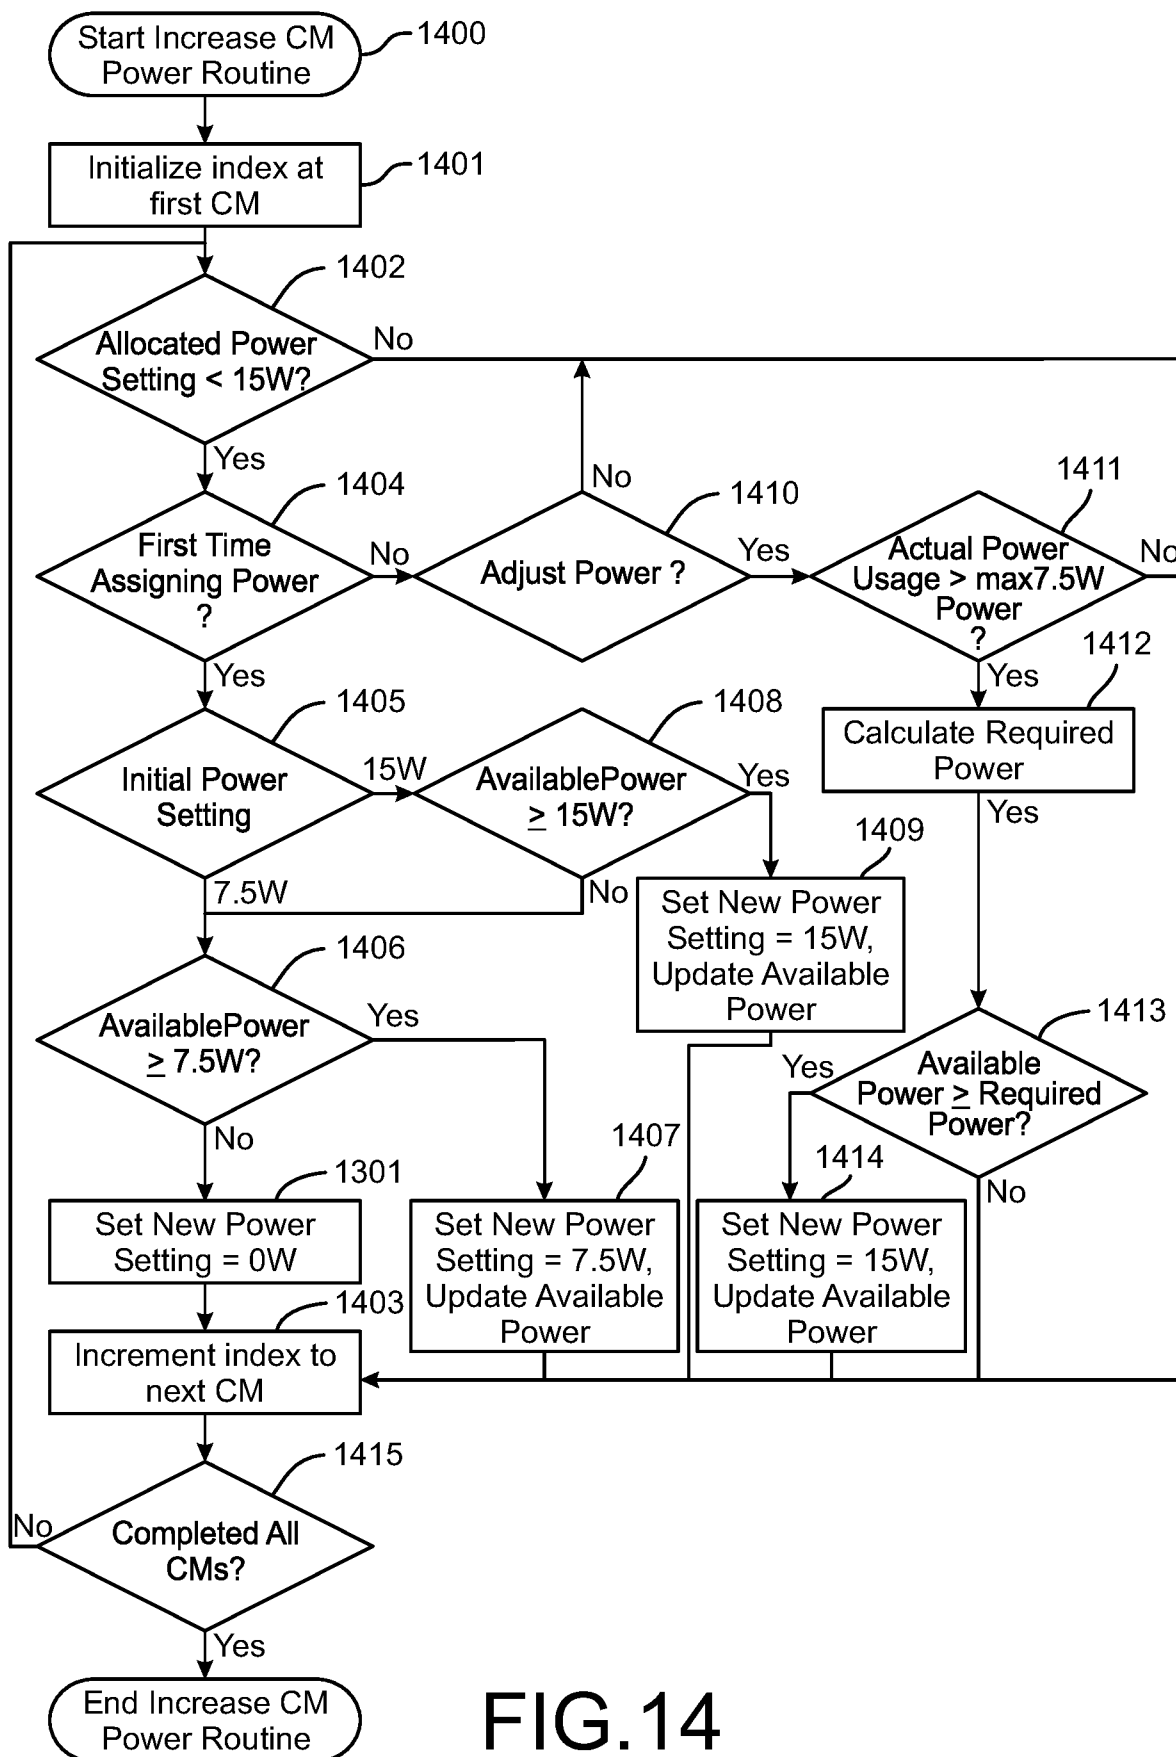 Start Increase CM
Power Routine
1400
Initialize index at
first CM
1401
1402
Allocated Power
Setting < 15W?
No
Yes
1404
First Time
Assigning Power
?
No
Yes
No
1410
Adjust Power ?
Yes
1411
Actual Power
Usage > max7.5W
Power
?
No
Yes
1412
Calculate Required
Power
Yes
1405
Initial Power
Setting
15W
7.5W
1408
AvailablePower
≥ 15W?
Yes
No
1409
Set New Power
Setting = 15W,
Update Available
Power
1406
AvailablePower
≥ 7.5W?
Yes
No
1413
Available
Power ≥ Required
Power?
Yes
No
1301
Set New Power
Setting = 0W
1407
Set New Power
Setting = 7.5W,
Update Available
Power
1414
Set New Power
Setting = 15W,
Update Available
Power
1403
Increment index to
next CM
1415
Completed All
CMs?
No
Yes
End Increase CM
Power Routine
FIG.14